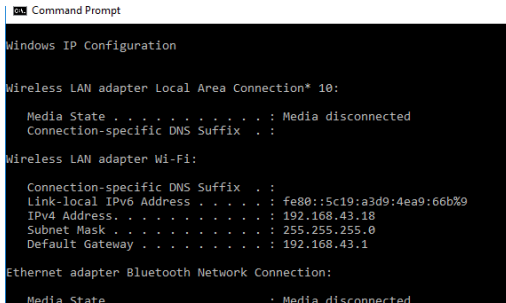 Command Prompt
Windows IP Configuration
Wireless LAN adapter Local Area Connection* 10:
Media State . . . . . . . . . . . : Media disconnected
Connection-specific DNS Suffix  . :
Wireless LAN adapter Wi-Fi:
Connection-specific DNS Suffix  . :
Link-local IPv6 Address . . . . . : fe80::5c19:a3d9:4ea9:66b%9
IPv4 Address. . . . . . . . . . . : 192.168.43.18
Subnet Mask . . . . . . . . . . . : 255.255.255.0
Default Gateway . . . . . . . . . : 192.168.43.1
Ethernet adapter Bluetooth Network Connection:
Media State . . . . . . . . . . . : Media disconnected